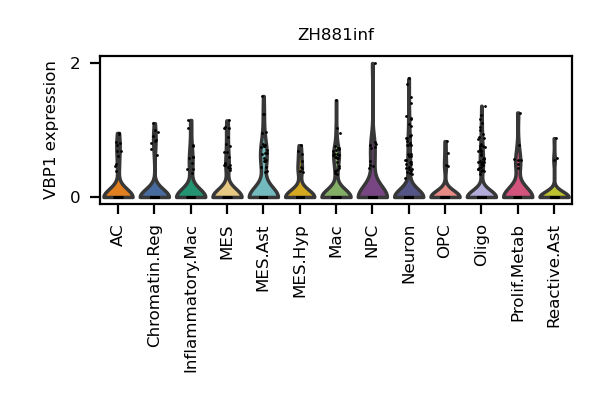 ZH881inf
VBP1 expression
2
0
AC
Chromatin.Reg
Inflammatory.Mac
MES
MES.Ast
MES.Hyp
Mac
NPC
Neuron
OPC
Oligo
Prolif.Metab
Reactive.Ast